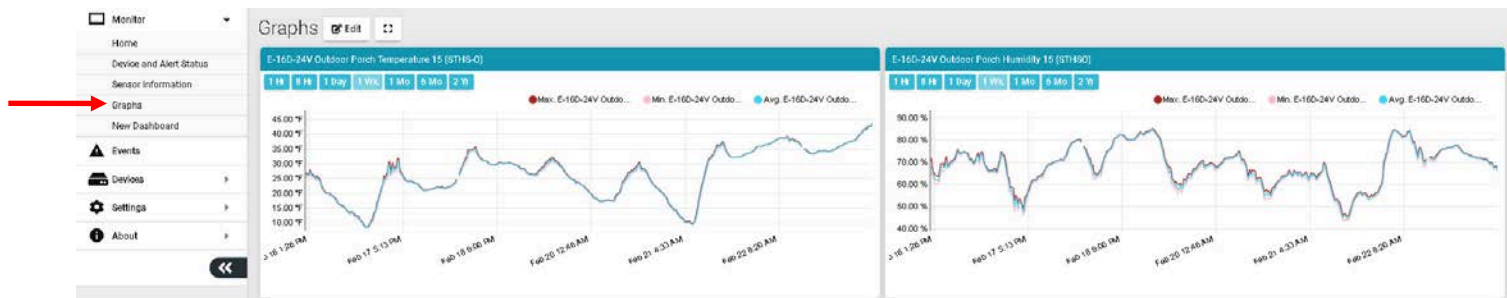 Monitor
Home
Device and Alert Status
Sensor Information
Graphs
New Dashboard
Events
Devices
Settings
About
Graphs Edit
E-16D-24V Outdoor Porch Temperature 15 (STHS-O)
1 Hr 8 Hr 1 Day 1 Wk 1 Mo 6 Mo 2 Yr
Max. E-16D-24V Outdo... Min. E-16D-24V Outdo... Avg. E-16D-24V Outdo...
45.00 °F
35.00 °F
30.00 °F
25.00 °F
20.00 °F
15.00 °F
10.00 °F
16 1:26 PM
Feb 17 5:13 PM
Feb 18 9:00 PM
Feb 20 12:46 AM
Feb 21 4:33 AM
Feb 22 8:20 AM
E-16D-24V Outdoor Porch Humidity 15 (STHSO)
1 Hr 8 Hr 1 Day 1 Wk 1 Mo 6 Mo 2 Yr
Max. E-16D-24V Outdo... Min. E-16D-24V Outdo... Avg. E-16D-24V Outdo...
90.00 %
70.00 %
60.00 %
50.00 %
40.00 %
16 1:26 PM
Feb 17 5:13 PM
Feb 18 9:00 PM
Feb 20 12:46 AM
Feb 21 4:33 AM
Feb 22 8:20 AM